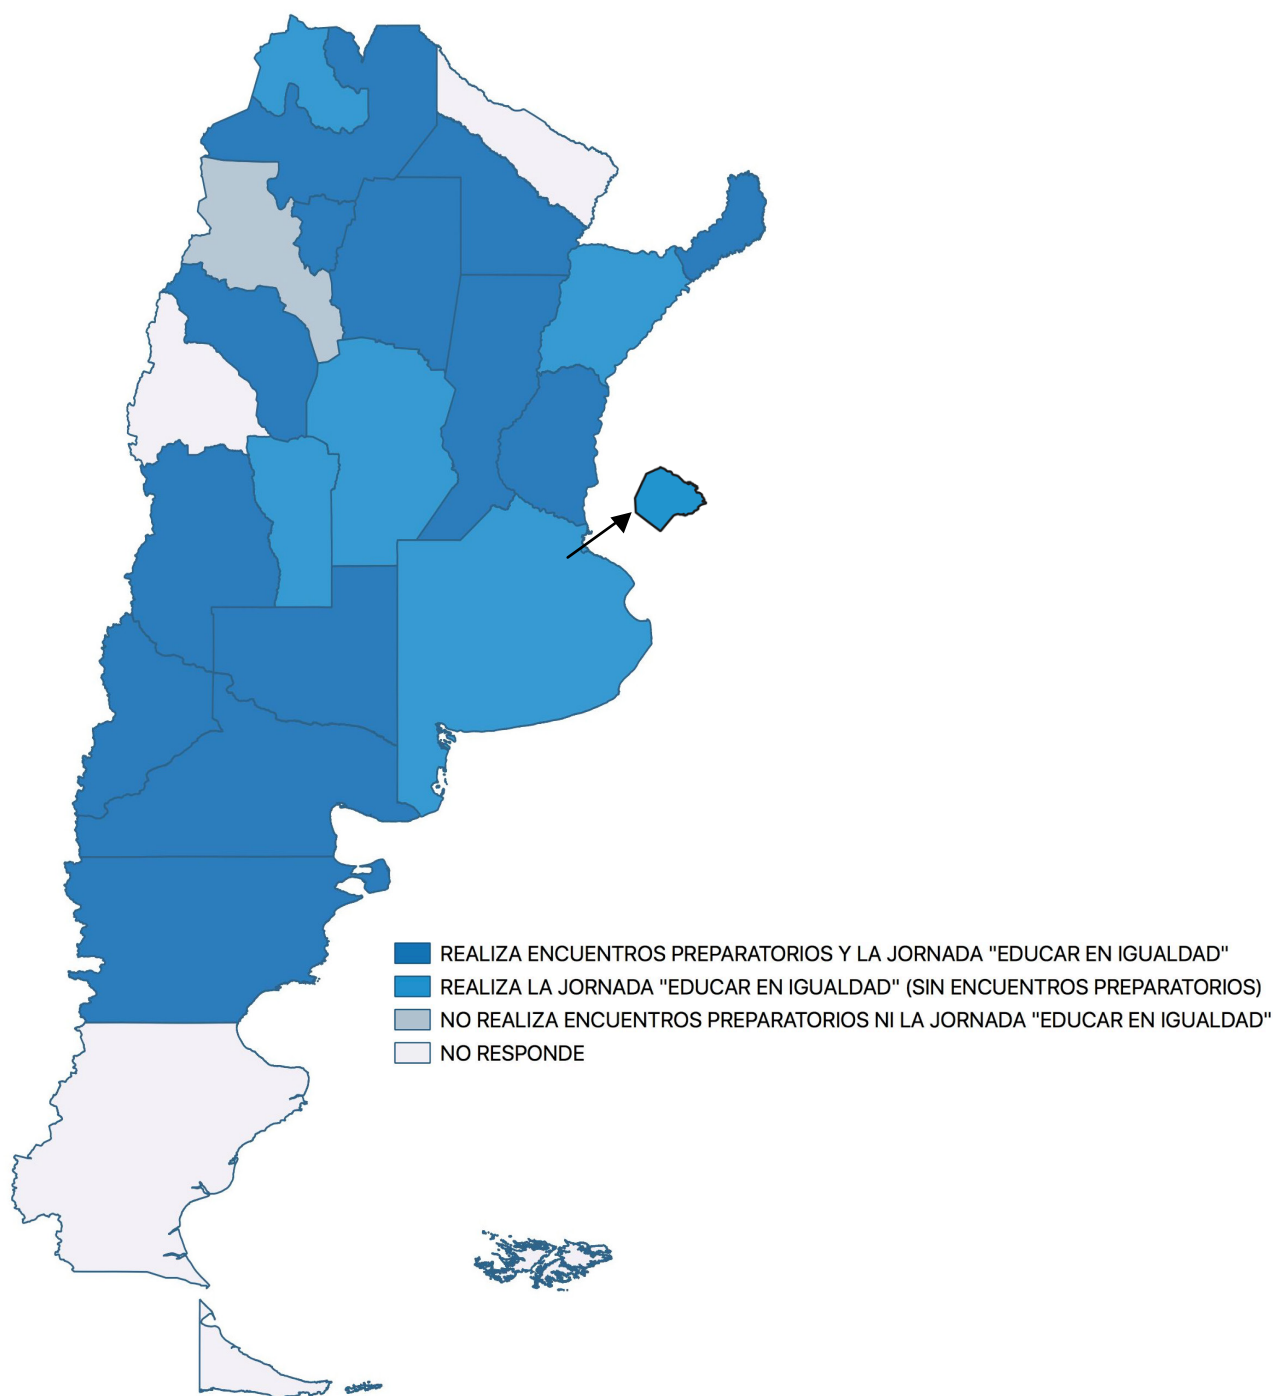 REALIZA ENCUENTROS PREPARATORIOS Y LA JORNADA "EDUCAR EN IGUALDAD"
REALIZA LA JORNADA "EDUCAR EN IGUALDAD" (SIN ENCUENTROS PREPARATORIOS)
NO REALIZA ENCUENTROS PREPARATORIOS NI LA JORNADA "EDUCAR EN IGUALDAD"
NO RESPONDE